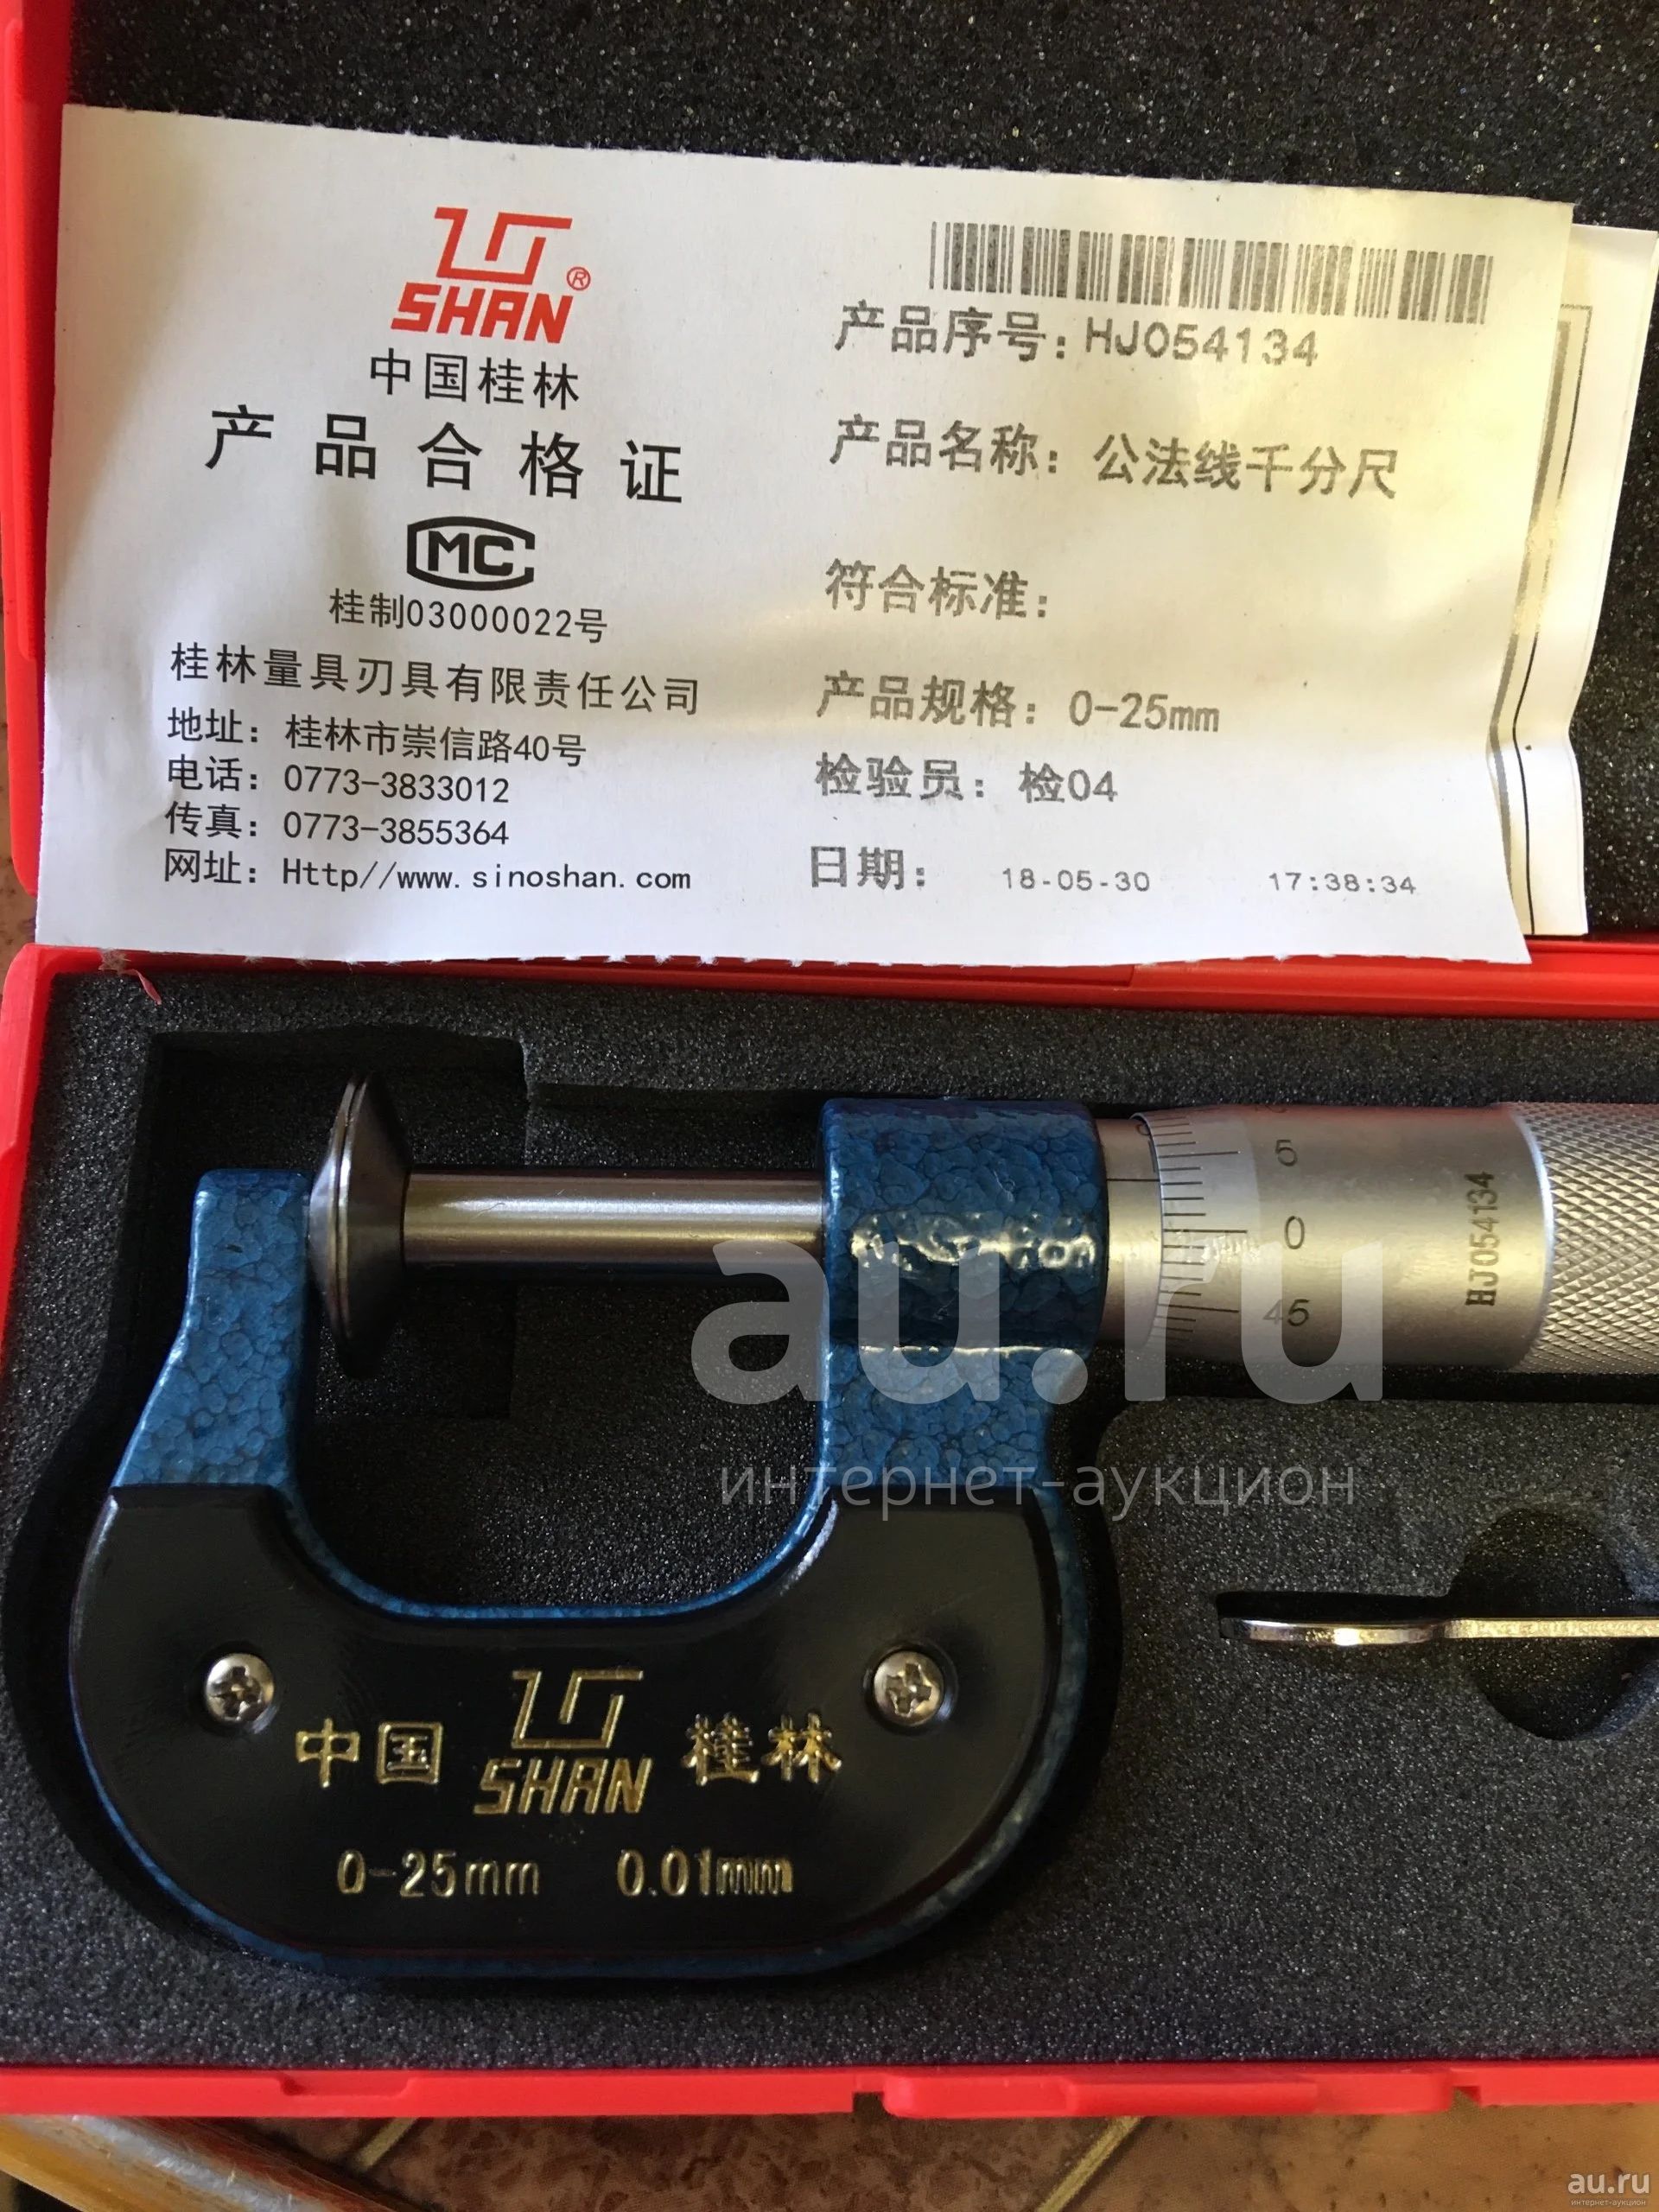 SHAN®
中国桂林
产品合格证
MC
桂制03000022号
桂林量具刃具有限责任公司
地址：桂林市崇信路40号
电话：0773-3833012
传真：0773-3855364
网址：Http//www.sinoshan.com
产品序号：HJ054134
产品名称：公法线千分尺
符合标准：
产品规格：0-25mm
检验员：检04
日期：18-05-30 17:38:34
0
5
0
45
HJ054134
au.ru
интернет-аукцион
中国 SHAN 桂林
0-25mm 0.01mm
au.ru
интернет-аукцион